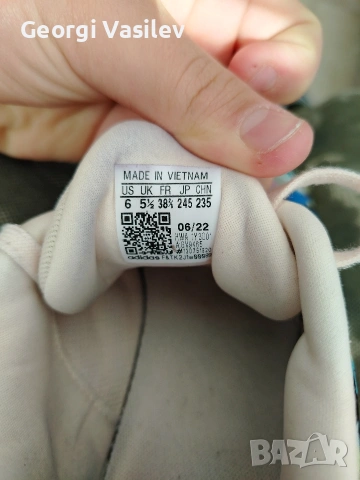 Georgi Vasilev
MADE IN VIETNAM
US UK FR JP CHN
6 5½ 38⅔ 245 235
06/22
adidas
BAZAR